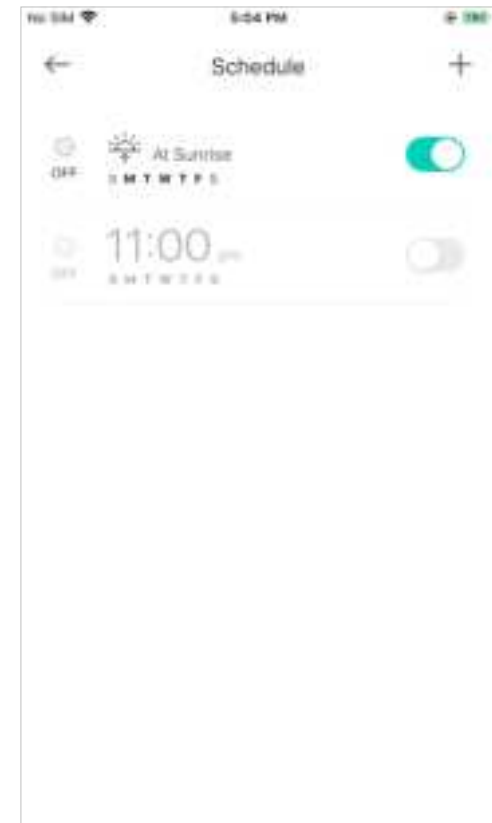 No SIM 5:04 PM
Schedule
At Sunrise
OFF
S M T W T F S
11:00 pm
OFF
S M T W T F S